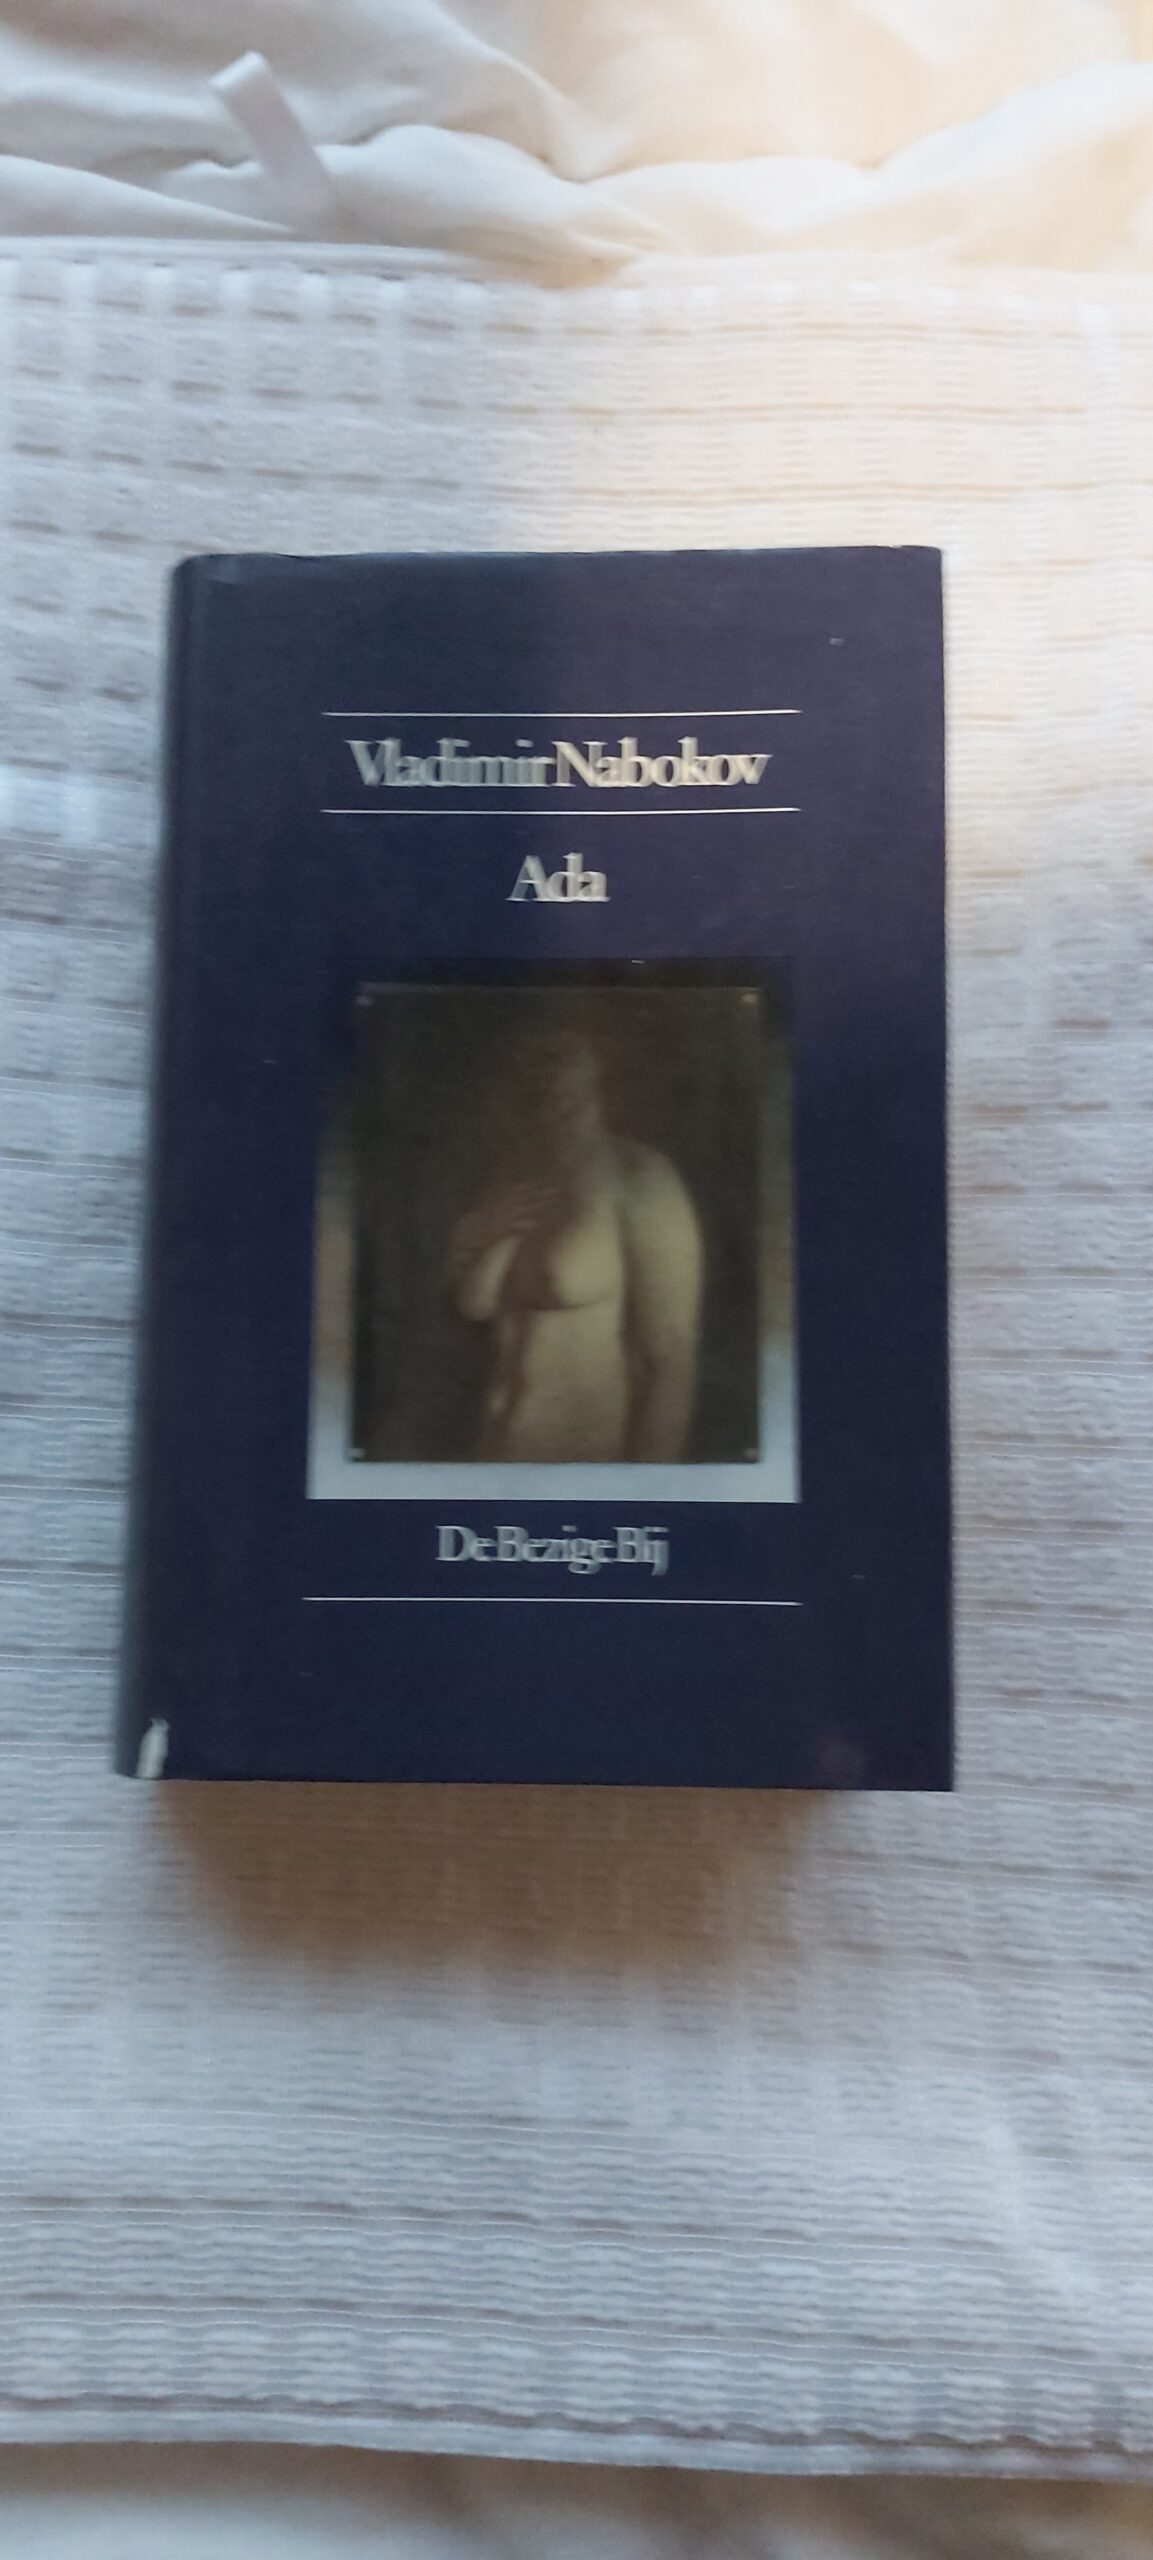 Vladimir Nabokov
Ada
De Bezige Bij